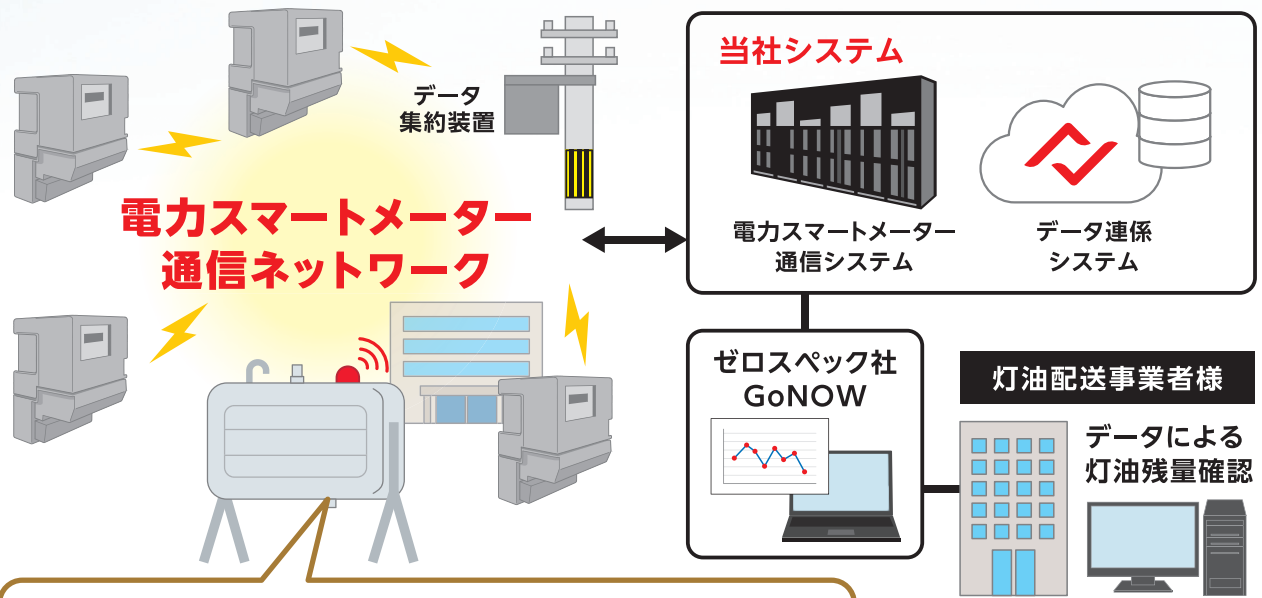 データ
集約装置
電力スマートメーター
通信ネットワーク
当社システム
電力スマートメーター
通信システム
データ連係
システム
ゼロスペック社
GoNOW
灯油配送事業者様
データによる
灯油残量確認